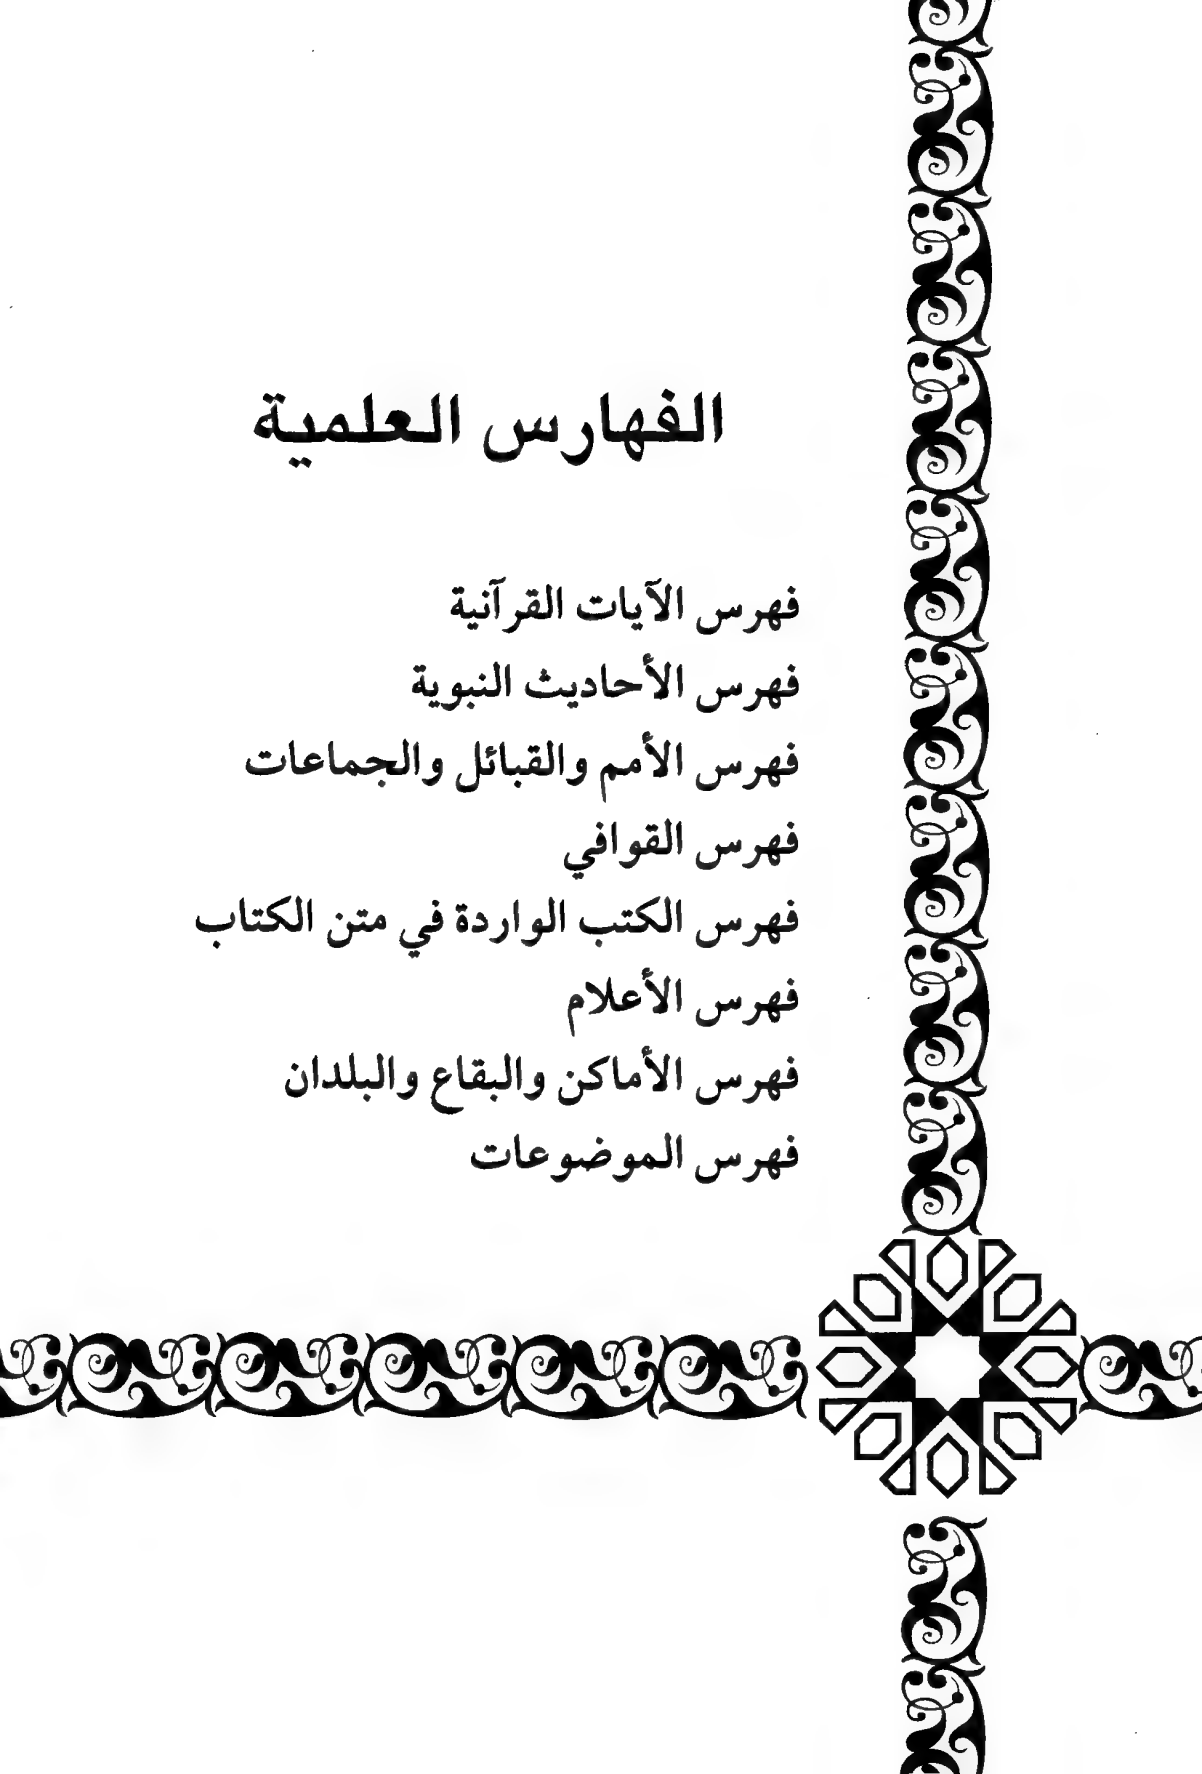 الفهارس العلمية
فهرس الآيات القرآنية
فهرس الأحاديث النبوية
فهرس الأمم والقبائل والجماعات
فهرس القوافي
فهرس الكتب الواردة في متن الكتاب
فهرس الأعلام
فهرس الأماكن والبقاع والبلدان
فهرس الموضوعات